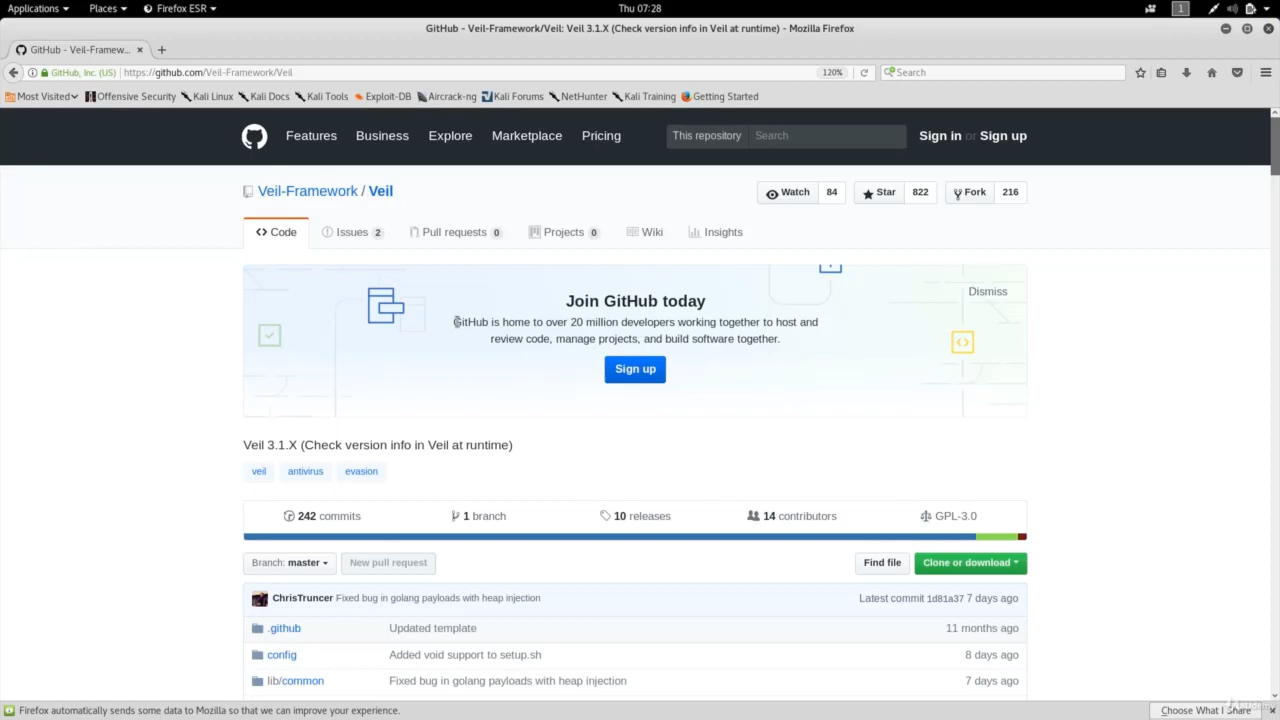 Applications Places Firefox ESR Thu 07:28 1
GitHub - Veil-Framework/Veil: Veil 3.1.X (Check version info in Veil at runtime) - Mozilla Firefox
GitHub - Veil-Framew...
GitHub, Inc. (US) https://github.com/Veil-Framework/Veil 120% Search
Most Visited Offensive Security Kali Linux Kali Docs Kali Tools Exploit-DB Aircrack-ng Kali Forums NetHunter Kali Training Getting Started
Features Business Explore Marketplace Pricing This repository Search Sign in or Sign up
Veil-Framework / Veil Watch 84 Star 822 Fork 216
Code Issues 2 Pull requests 0 Projects 0 Wiki Insights
Join GitHub today
Dismiss
GitHub is home to over 20 million developers working together to host and
review code, manage projects, and build software together.
Sign up
Veil 3.1.X (Check version info in Veil at runtime)
veil antivirus evasion
242 commits 1 branch 10 releases 14 contributors GPL-3.0
Branch: master New pull request Find file Clone or download
ChrisTruncer Fixed bug in golang payloads with heap injection Latest commit 1d81a37 7 days ago
.github Updated template 11 months ago
config Added void support to setup.sh 8 days ago
lib/common Fixed bug in golang payloads with heap injection 7 days ago
Firefox automatically sends some data to Mozilla so that we can improve your experience. Choose What I Share